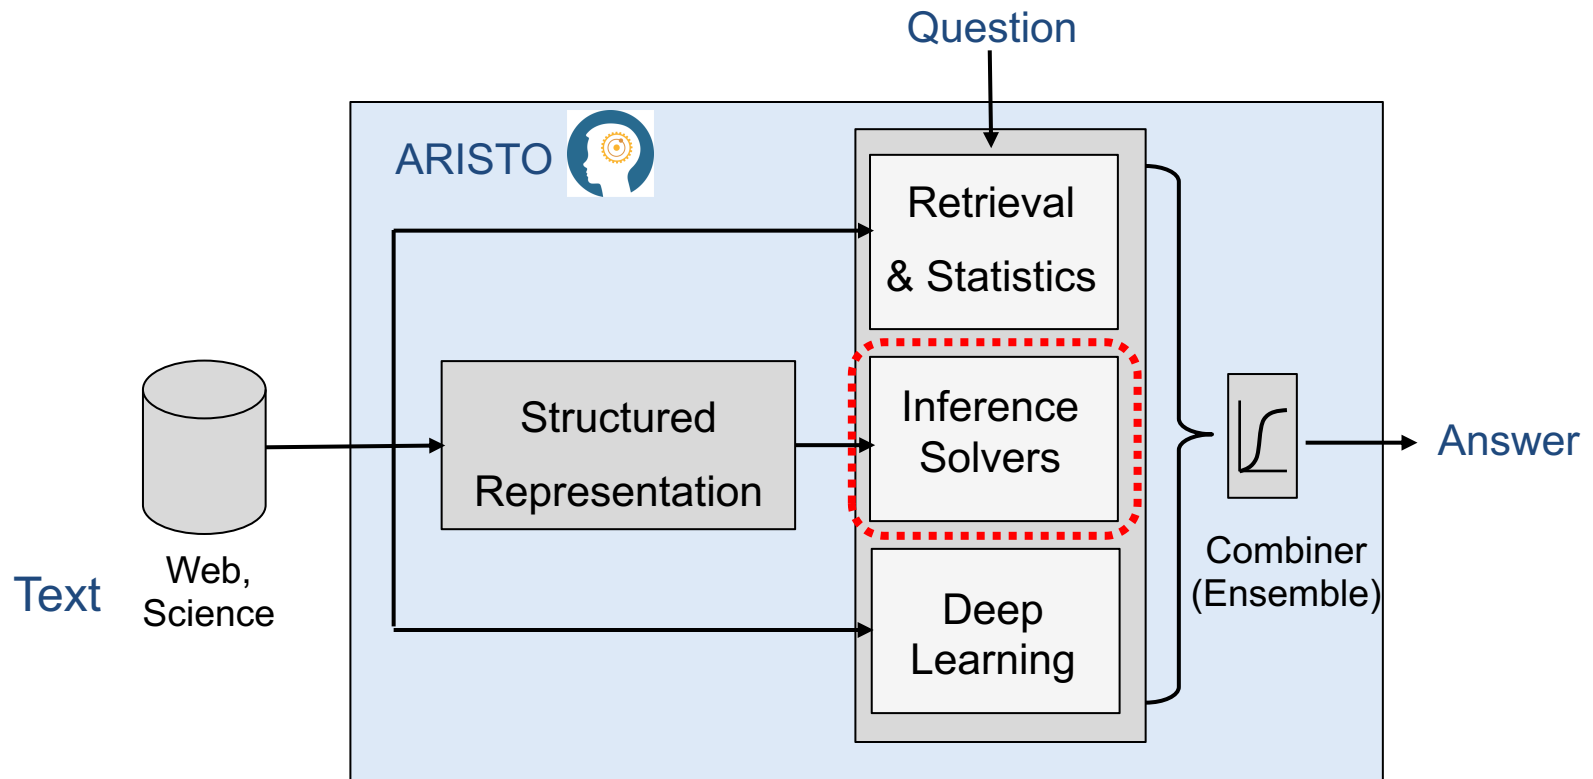 Question
ARISTO
Retrieval
& Statistics
Structured
Representation
Inference
Solvers
Answer
Text
Web,
Science
Combiner
(Ensemble)
Deep
Learning